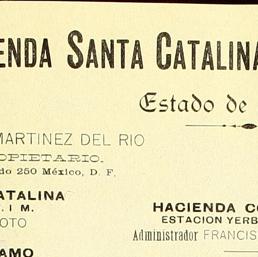 ENDA SANTA CATALINA
Estado de
MARTINEZ DEL RIO
OPIETARIO.
do 250 México, D. F.
CATALINA
. I M.
OTO
AMO
HACIENDA CO
ESTACION YERB
Administrador FRANCIS